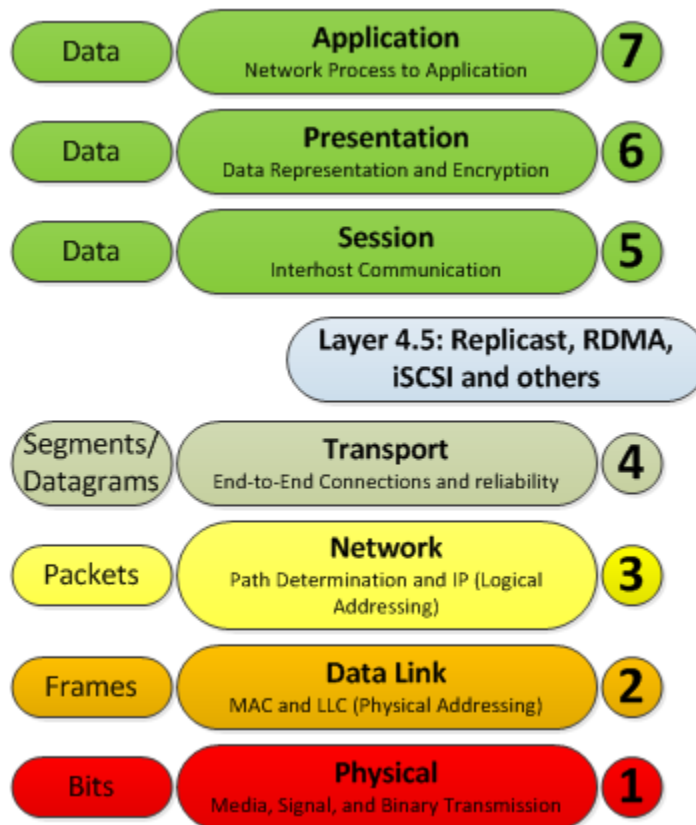 Data
Application
Network Process to Application
7
Data
Presentation
Data Representation and Encryption
6
Data
Session
Interhost Communication
5
Layer 4.5: Replicast, RDMA,
iSCSI and others
Segments/
Datagrams
Transport
End-to-End Connections and reliability
4
Packets
Network
Path Determination and IP (Logical
Addressing)
3
Frames
Data Link
MAC and LLC (Physical Addressing)
2
Bits
Physical
Media, Signal, and Binary Transmission
1